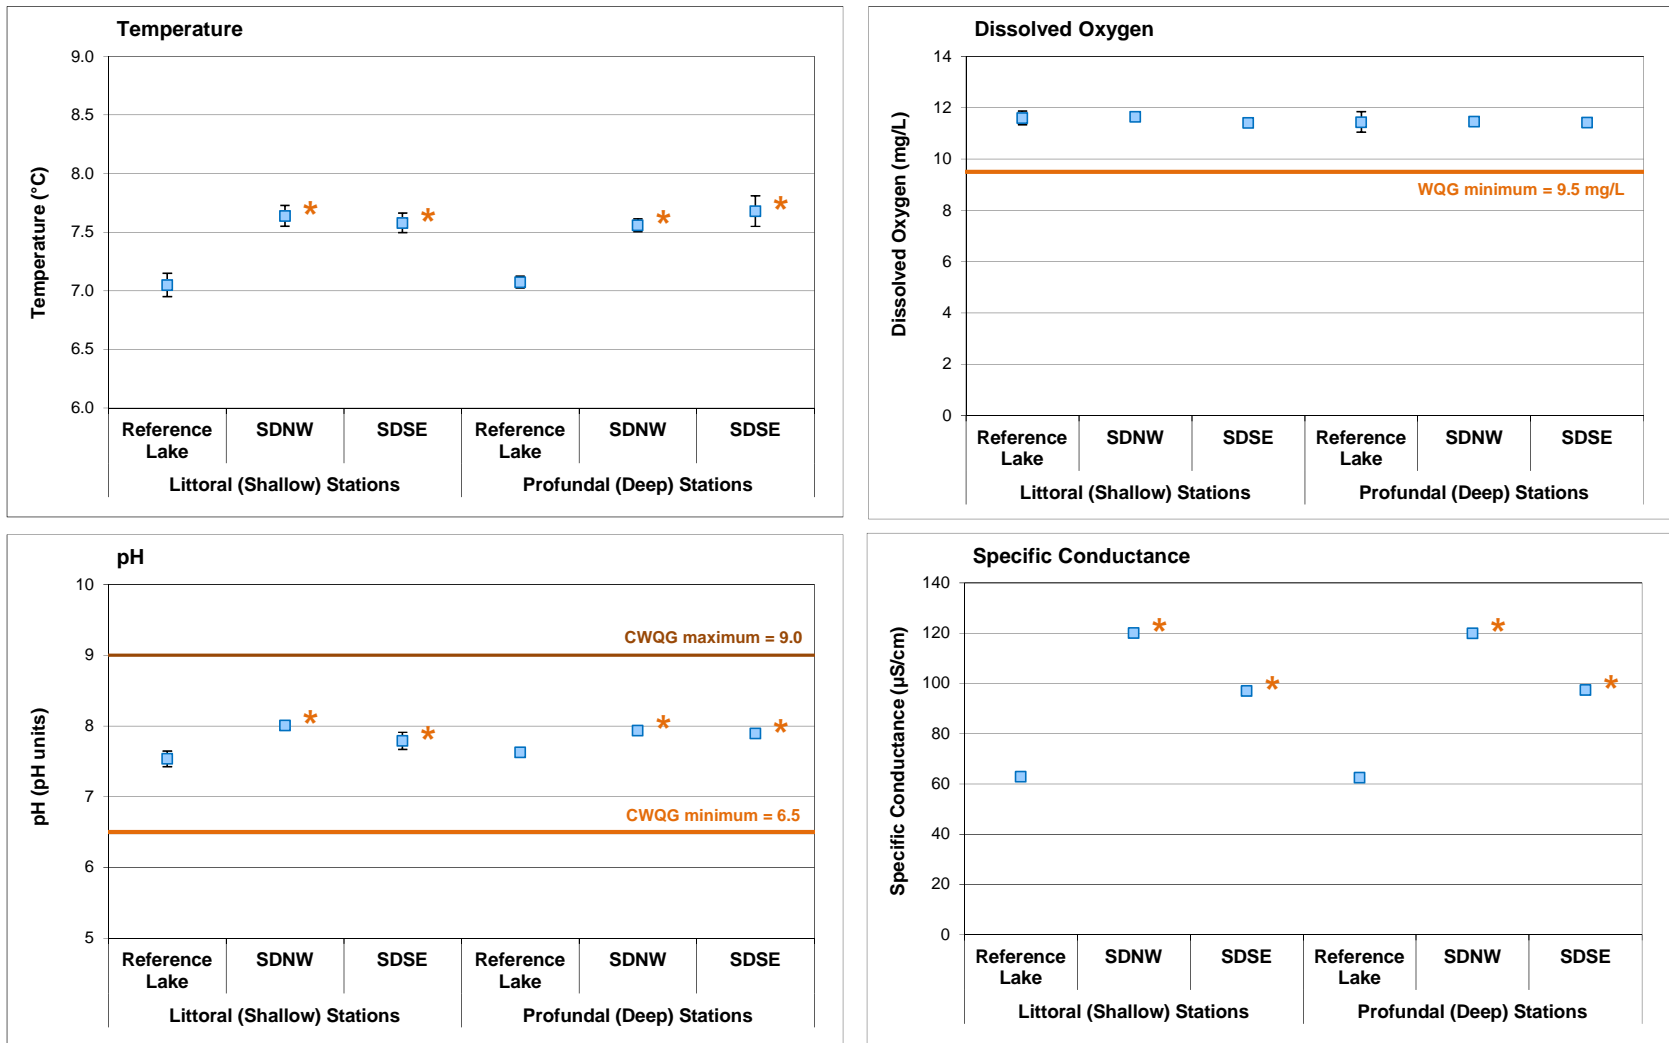 Temperature
Temperature (°C)
9.0
8.5
8.0
7.5
7.0
6.5
6.0
* * * *
Reference Lake SDNW SDSE Reference Lake SDNW SDSE
Littoral (Shallow) Stations Profundal (Deep) Stations
Dissolved Oxygen
Dissolved Oxygen (mg/L)
14
12
10
8
6
4
2
0
WQG minimum = 9.5 mg/L
Reference Lake SDNW SDSE Reference Lake SDNW SDSE
Littoral (Shallow) Stations Profundal (Deep) Stations
pH
pH (pH units)
10
9
8
7
6
5
CWQG maximum = 9.0
* * * *
CWQG minimum = 6.5
Reference Lake SDNW SDSE Reference Lake SDNW SDSE
Littoral (Shallow) Stations Profundal (Deep) Stations
Specific Conductance
Specific Conductance (µS/cm)
140
120
100
80
60
40
20
0
* * * *
Reference Lake SDNW SDSE Reference Lake SDNW SDSE
Littoral (Shallow) Stations Profundal (Deep) Stations